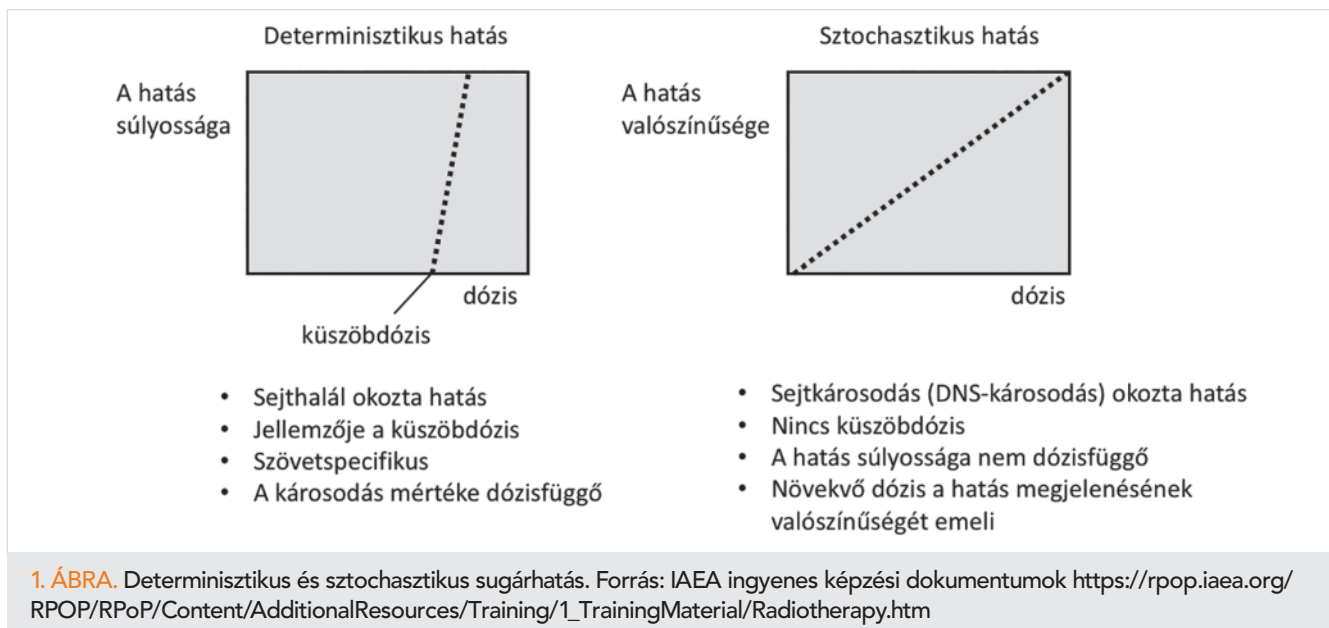 Determinisztikus hatás
A hatás
súlyossága
dózis
küszöbdózis
• Sejthalál okozta hatás
• Jellemzője a küszöbdózis
• Szövetspecifikus
• A károsodás mértéke dózisfüggő
Sztochasztikus hatás
A hatás
valószínűsége
dózis
• Sejtkárosodás (DNS-károsodás) okozta hatás
• Nincs küszöbdózis
• A hatás súlyossága nem dózisfüggő
• Növekvő dózis a hatás megjelenésének
valószínűségét emeli
1. ÁBRA. Determinisztikus és sztochasztikus sugárhatás. Forrás: IAEA ingyenes képzési dokumentumok https://rpop.iaea.org/
RPOP/RPoP/Content/AdditionalResources/Training/1_TrainingMaterial/Radiotherapy.htm